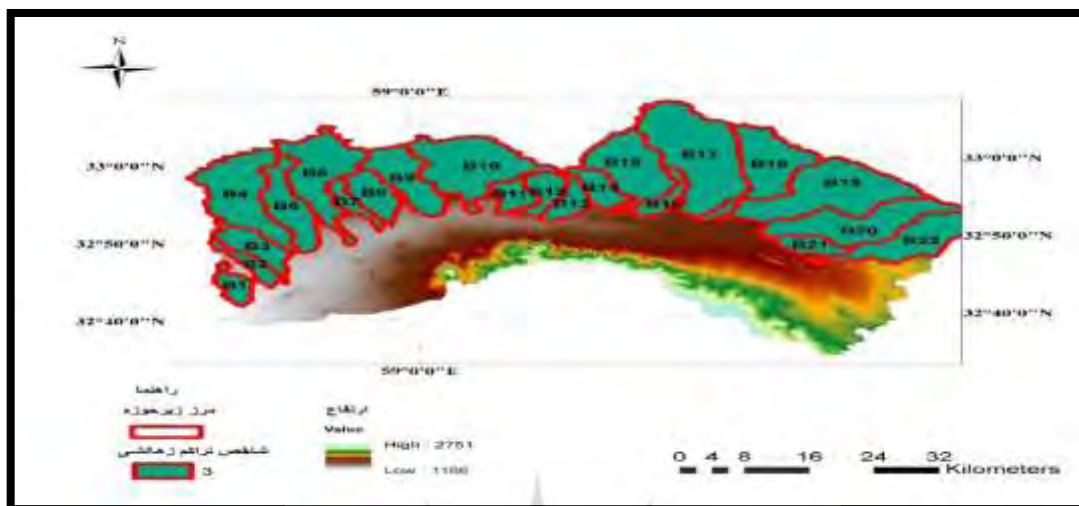 N
59°0'0"E
33°0'0"N
32°50'0"N
32°40'0"N
33°0'0"N
32°50'0"N
32°40'0"N
B1
B2
B3
B4
B5
B6
B7
B8
B9
B10
B11
B12
B13
B14
B15
B16
B17
B18
B19
B20
B21
B22
59°0'0"E
راهنما
مرز زیرحوزه
شاخص تراکم زهکشی
3
ارتفاع
Value
High : 2751
Low :
0 4 8 16 24 32
Kilometers